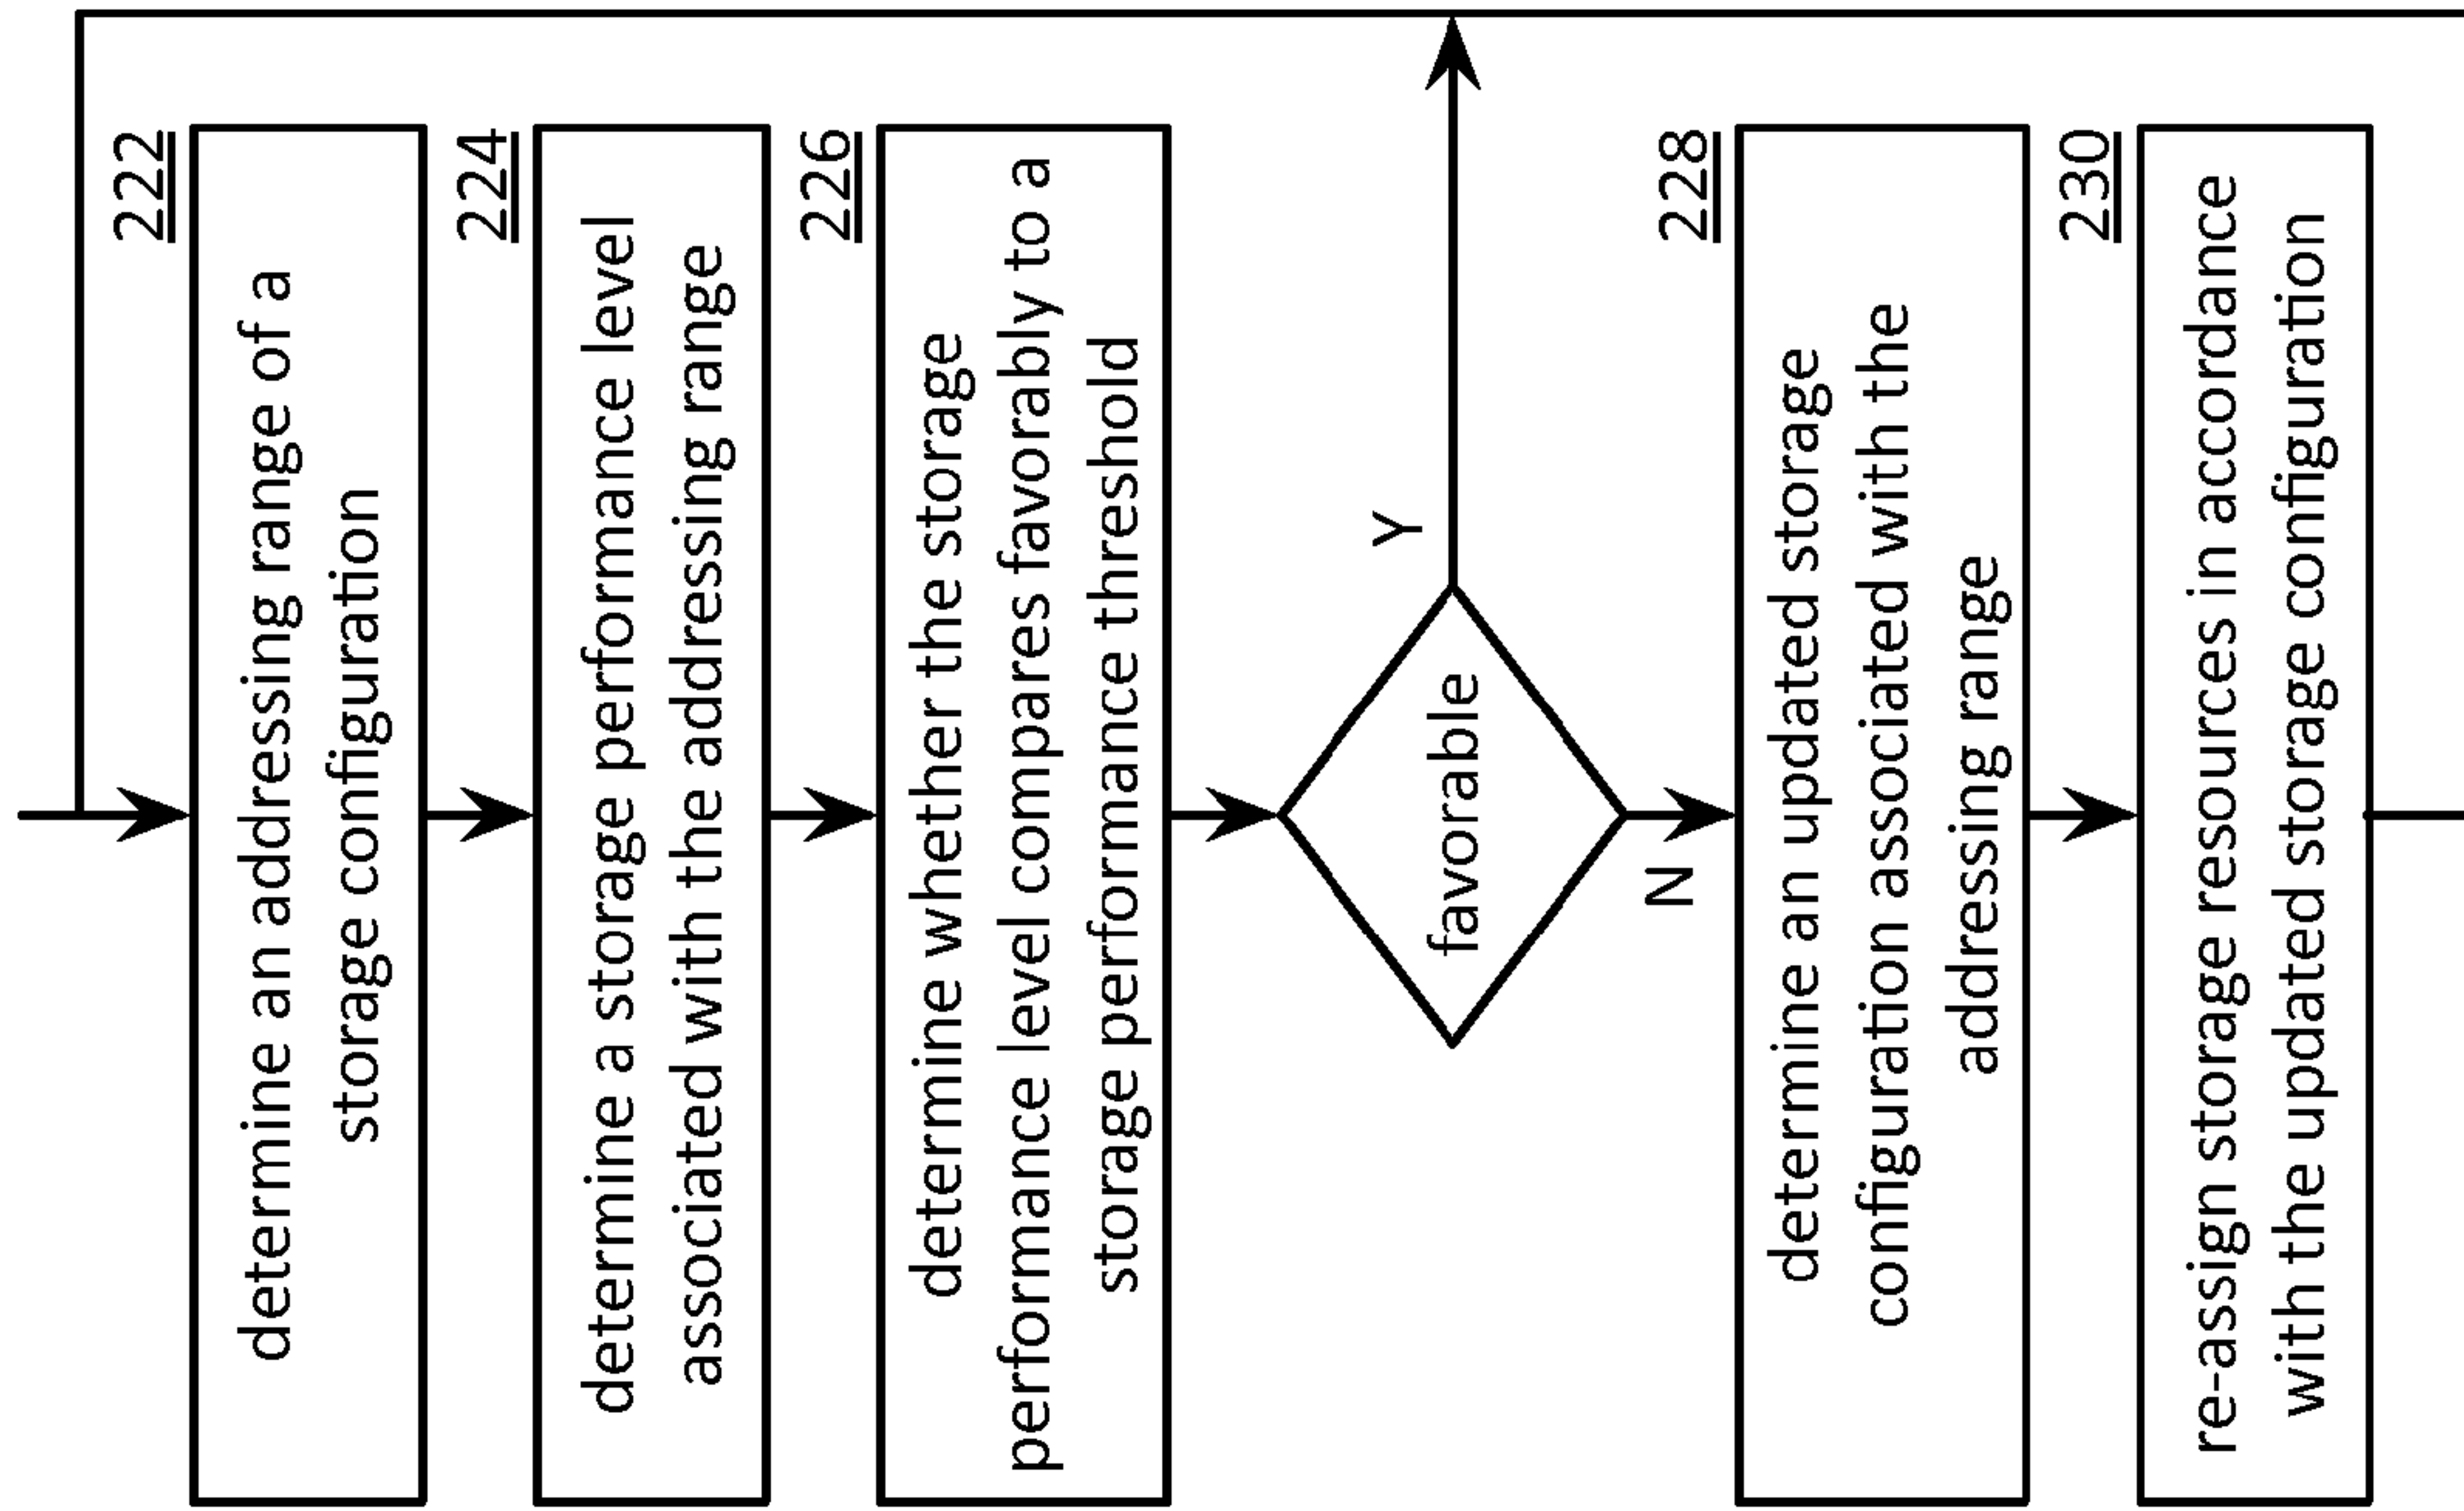 222
determine an addressing range of a
storage configuration
224
determine a storage performance level
associated with the addressing range
226
determine whether the storage
performance level compares favorably to a
storage performance threshold
favorable
Y
N
228
determine an updated storage
configuration associated with the
addressing range
230
re-assign storage resources in accordance
with the updated storage configuration